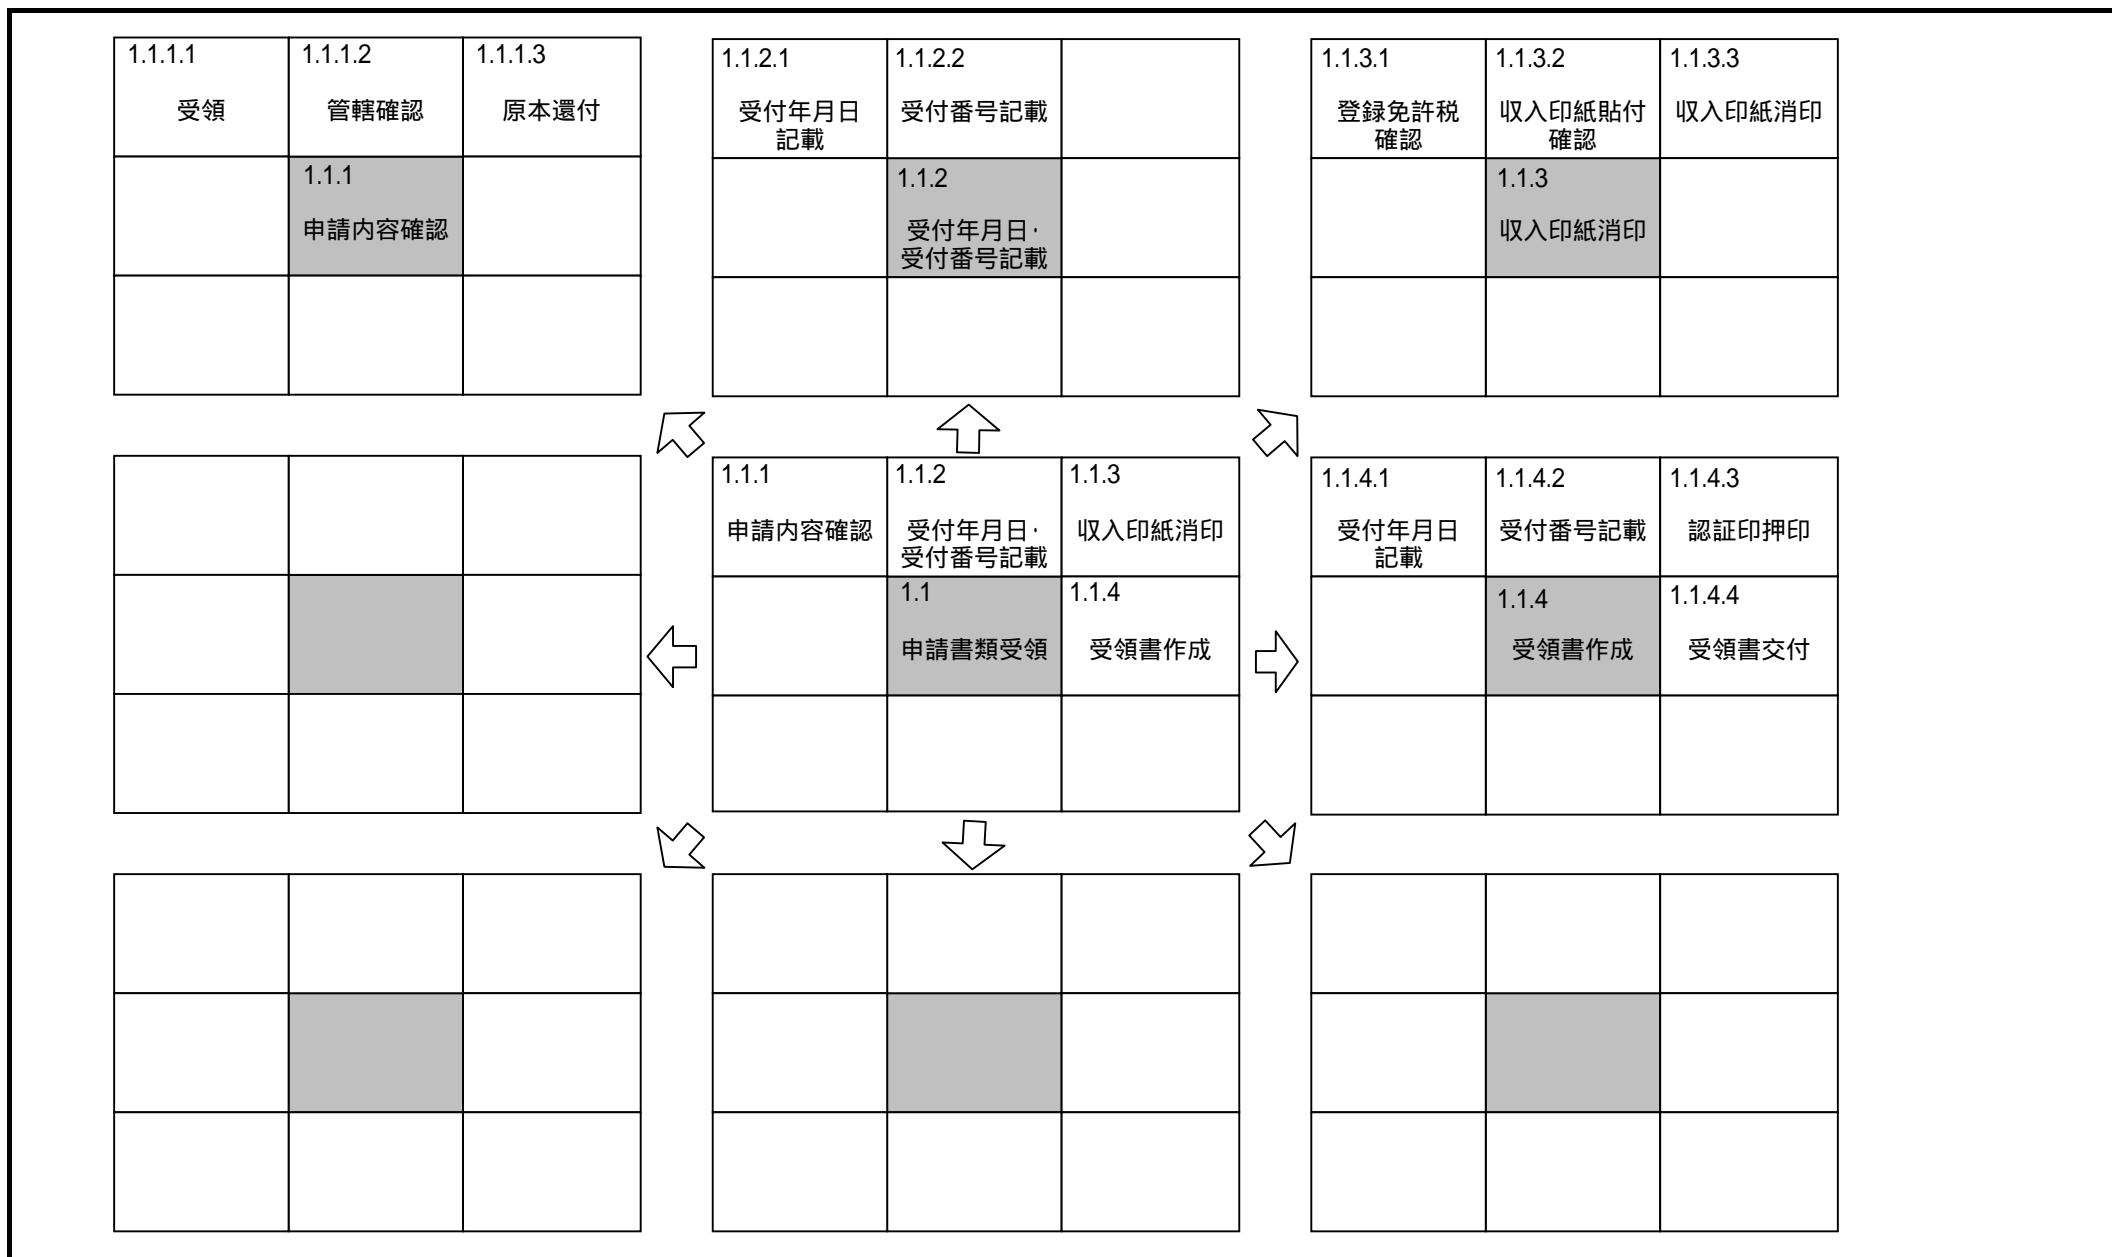 1.1.1.1
受領
1.1.1.2
管轄確認
1.1.1.3
原本還付
1.1.1
申請内容確認
1.1.2.1
受付年月日
記載
1.1.2.2
受付番号記載
1.1.2
受付年月日・
受付番号記載
1.1.3.1
登録免許税
確認
1.1.3.2
収入印紙貼付
確認
1.1.3.3
収入印紙消印
1.1.3
収入印紙消印
1.1.1
申請内容確認
1.1.2
受付年月日・
受付番号記載
1.1.3
収入印紙消印
1.1
申請書類受領
1.1.4
受領書作成
1.1.4.1
受付年月日
記載
1.1.4.2
受付番号記載
1.1.4.3
認証印押印
1.1.4
受領書作成
1.1.4.4
受領書交付